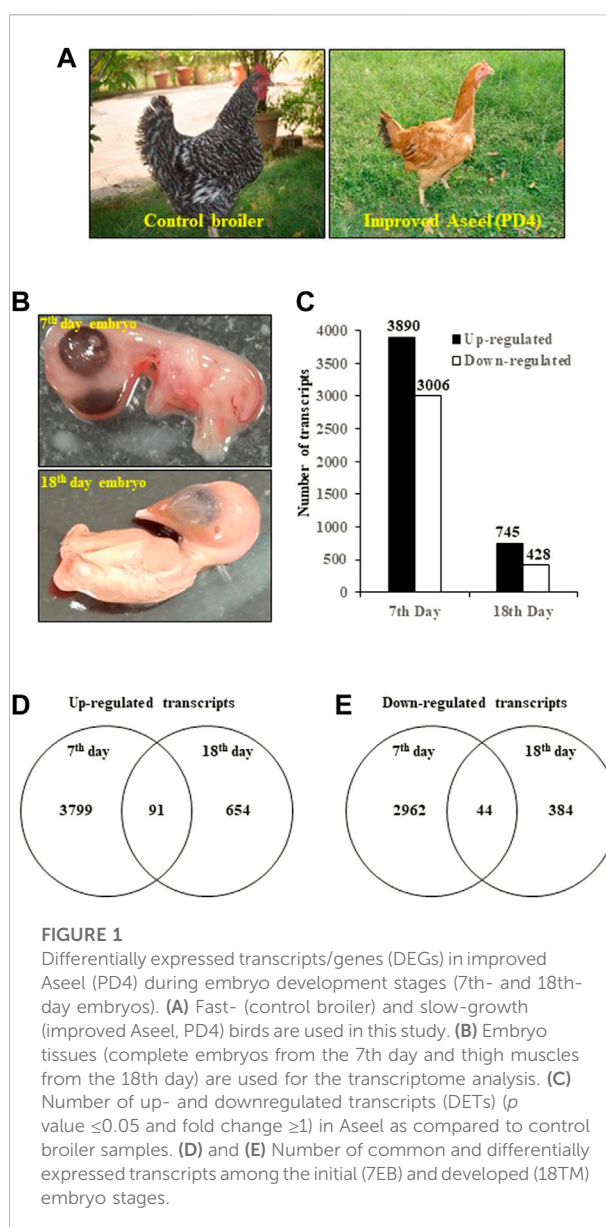 A
Control broiler
Improved Aseel (PD4)
B
7th day embryo
18th day embryo
C
Number of transcripts
4000
3500
3000
2500
2000
1500
1000
500
0
3890
3006
745
428
Up-regulated
Down-regulated
7th Day
18th Day
D
Up-regulated transcripts
7th day
18th day
3799
91
654
E
Down-regulated transcripts
7th day
18th day
2962
44
384
FIGURE 1
Differentially expressed transcripts/genes (DEGs) in improved
Aseel (PD4) during embryo development stages (7th- and 18th-
day embryos). (A) Fast- (control broiler) and slow-growth
(improved Aseel, PD4) birds are used in this study. (B) Embryo
tissues (complete embryos from the 7th day and thigh muscles
from the 18th day) are used for the transcriptome analysis. (C)
Number of up- and downregulated transcripts (DETs) (p
value ≤0.05 and fold change ≥1) in Aseel as compared to control
broiler samples. (D) and (E) Number of common and differentially
expressed transcripts among the initial (7EB) and developed (18TM)
embryo stages.